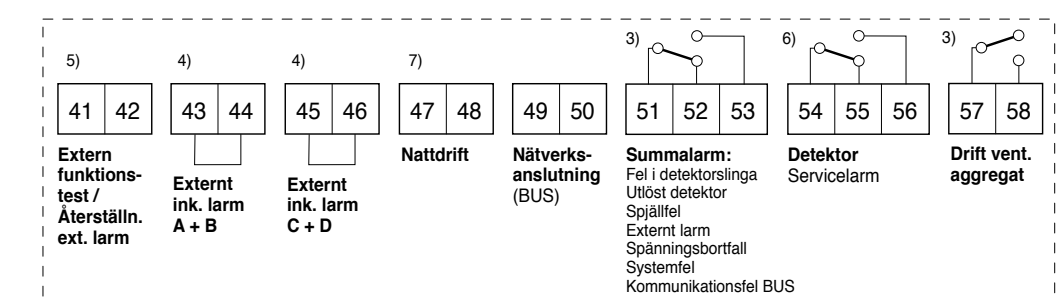 5) 4) 4) 7) 3) 6) 3)
41 42 43 44 45 46 47 48 49 50 51 52 53 54 55 56 57 58
Extern
funktions-
test /
Återställn.
ext. larm
Externt
ink. larm
A + B
Externt
ink. larm
C + D
Nattdrift
Nätverks-
anslutning
(BUS)
Summalarm:
Fel i detektorslinga
Utlöst detektor
Spjällfel
Externt larm
Spänningsbortfall
Systemfel
Kommunikationsfel BUS
Detektor
Servicelarm
Drift vent.
aggregat